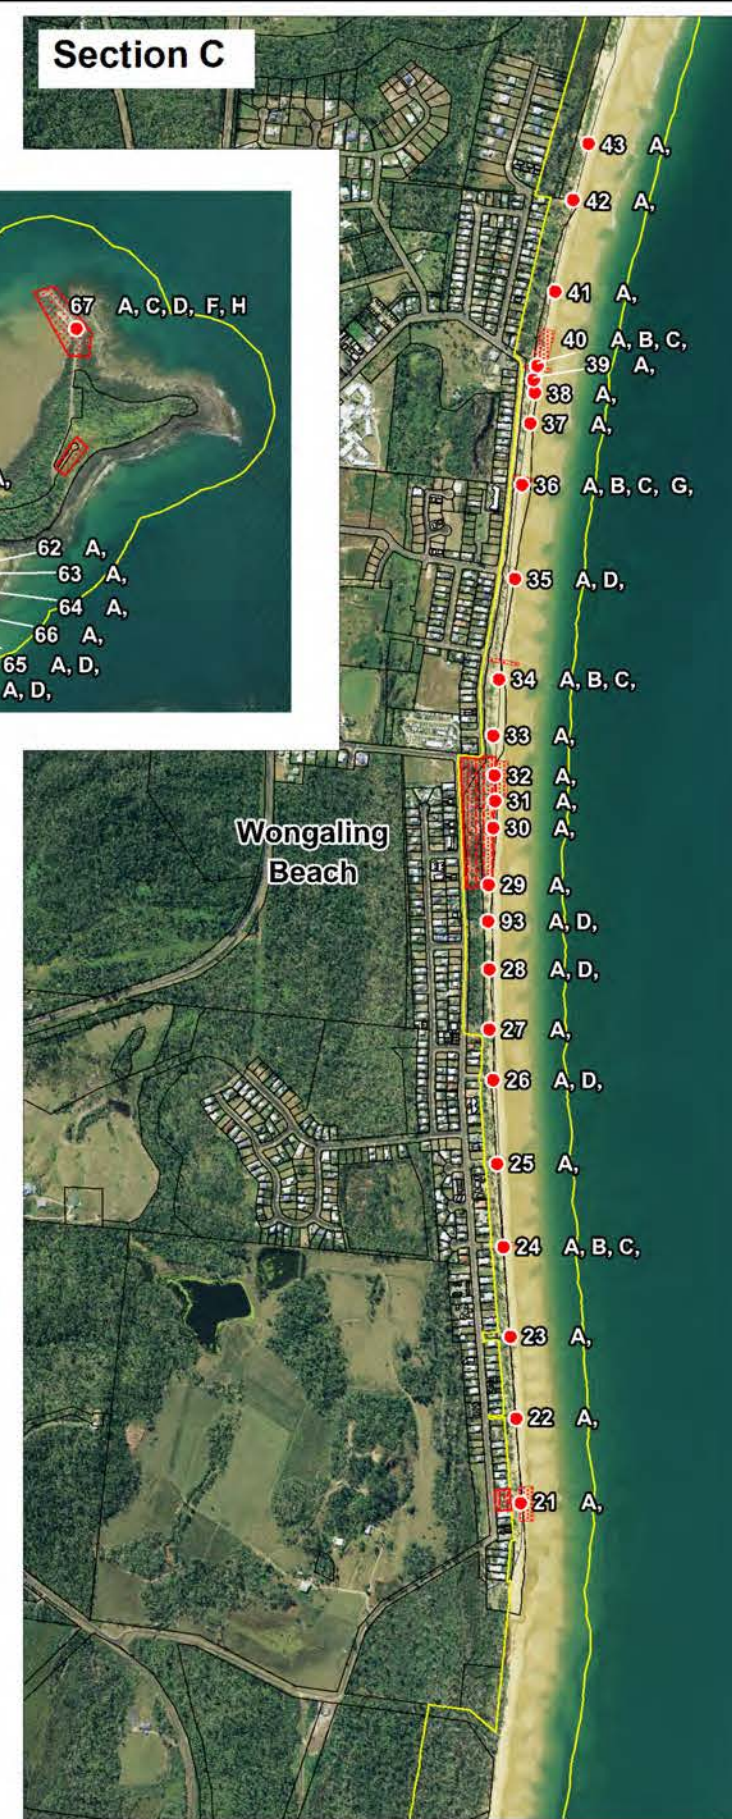 Section C
43 A,
42 A,
41 A,
40 A, B, C,
39 A,
38 A,
37 A,
36 A, B, C, G,
35 A, D,
34 A, B, C,
33 A,
32 A,
31 A,
30 A,
29 A,
93 A, D,
28 A, D,
27 A,
26 A, D,
25 A,
24 A, B, C,
23 A,
22 A,
21 A,
Wongaling
Beach
67 A, C, D, F, H
A,
62 A,
63 A,
64 A,
66 A,
65 A, D,
A, D,